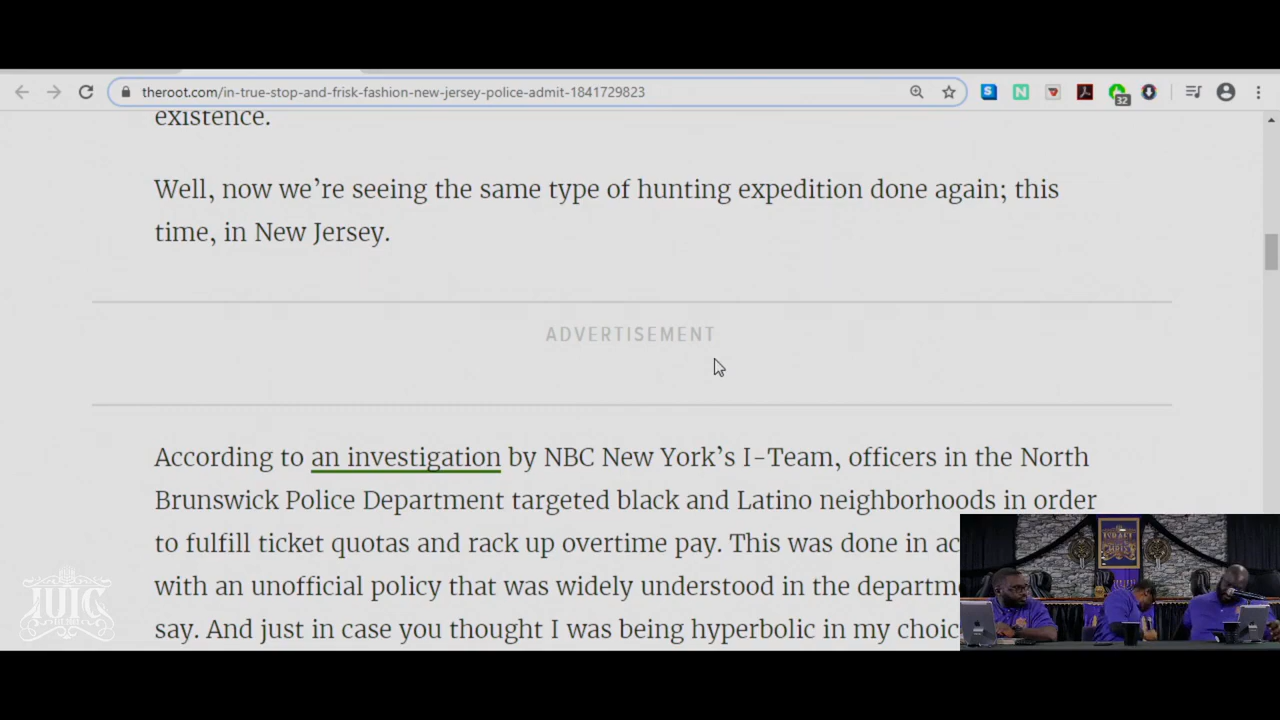 theroot.com/in-true-stop-and-frisk-fashion-new-jersey-police-admit-1841729823
32
existence.
Well, now we're seeing the same type of hunting expedition done again; this
time, in New Jersey.
ADVERTISEMENT
According to an investigation by NBC New York's I-Team, officers in the North
Brunswick Police Department targeted black and Latino neighborhoods in order
to fulfill ticket quotas and rack up overtime pay. This was done in ac
with an unofficial policy that was widely understood in the departm
say. And just in case you thought I was being hyperbolic in my choic
IUIC